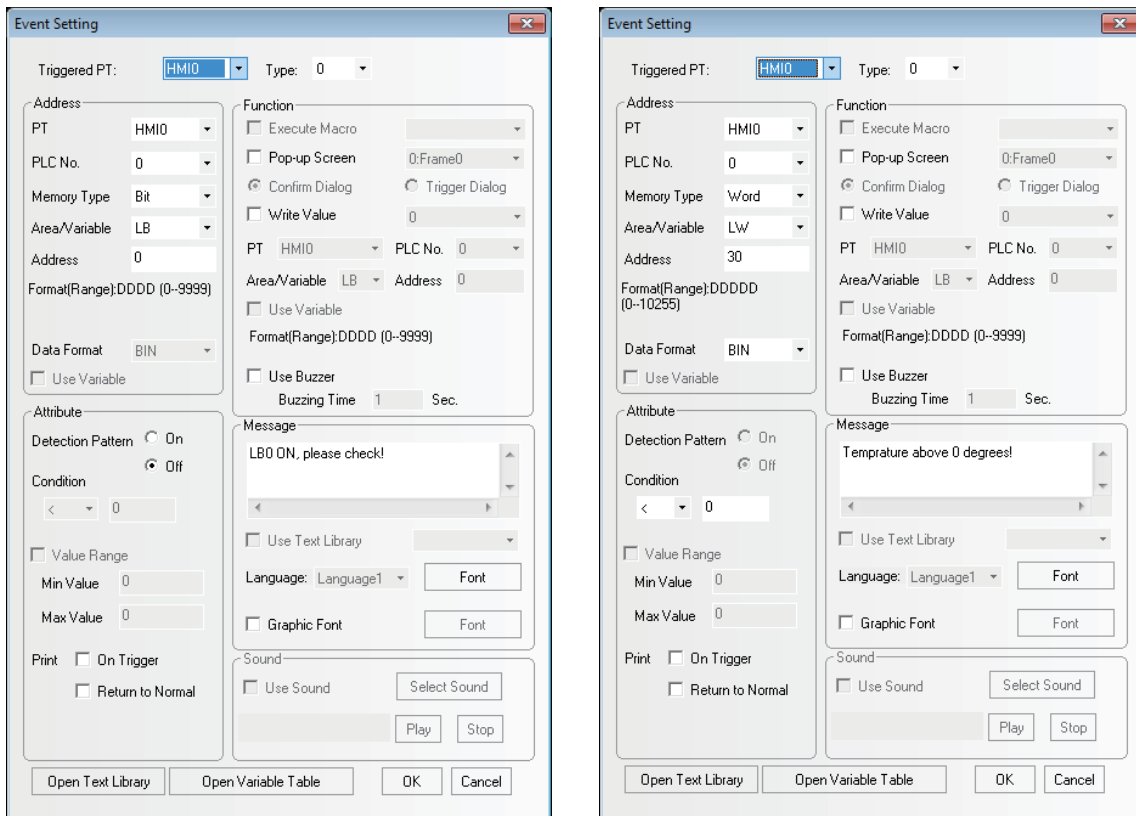 Event Setting
Triggered PT: HMI0 Type: 0
Address
PT HMI0
PLC No. 0
Memory Type Bit
Area/Variable LB
Address 0
Format(Range):DDDD (0--9999)
Data Format BIN
Use Variable
Attribute
Detection Pattern On
Off
Condition
< 0
Value Range
Min Value 0
Max Value 0
Print On Trigger
Return to Normal
Function
Execute Macro
Pop-up Screen 0:Frame0
Confirm Dialog Trigger Dialog
Write Value 0
PT HMI0 PLC No. 0
Area/Variable LB Address 0
Use Variable
Format(Range):DDDD (0--9999)
Use Buzzer
Buzzing Time 1 Sec.
Message
LB0 ON, please check!
Use Text Library
Language: Language1 Font
Graphic Font Font
Sound
Use Sound Select Sound
Play Stop
Open Text Library Open Variable Table OK Cancel
Event Setting
Triggered PT: HMI0 Type: 0
Address
PT HMI0
PLC No. 0
Memory Type Word
Area/Variable LW
Address 30
Format(Range):DDDDD
(0--10255)
Data Format BIN
Use Variable
Attribute
Detection Pattern On
Off
Condition
< 0
Value Range
Min Value 0
Max Value 0
Print On Trigger
Return to Normal
Function
Execute Macro
Pop-up Screen 0:Frame0
Confirm Dialog Trigger Dialog
Write Value 0
PT HMI0 PLC No. 0
Area/Variable LB Address 0
Use Variable
Format(Range):DDDD (0--9999)
Use Buzzer
Buzzing Time 1 Sec.
Message
Temprature above 0 degrees!
Use Text Library
Language: Language1 Font
Graphic Font Font
Sound
Use Sound Select Sound
Play Stop
Open Text Library Open Variable Table OK Cancel